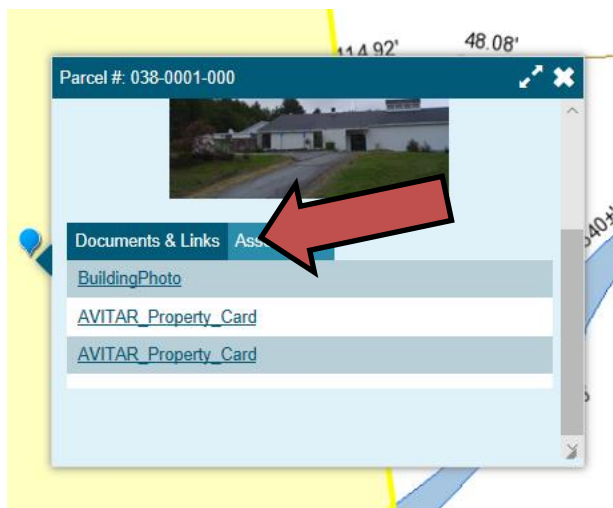 114.92'
48.08'
Parcel #: 038-0001-000
Documents & Links
BuildingPhoto
AVITAR_Property_Card
AVITAR_Property_Card